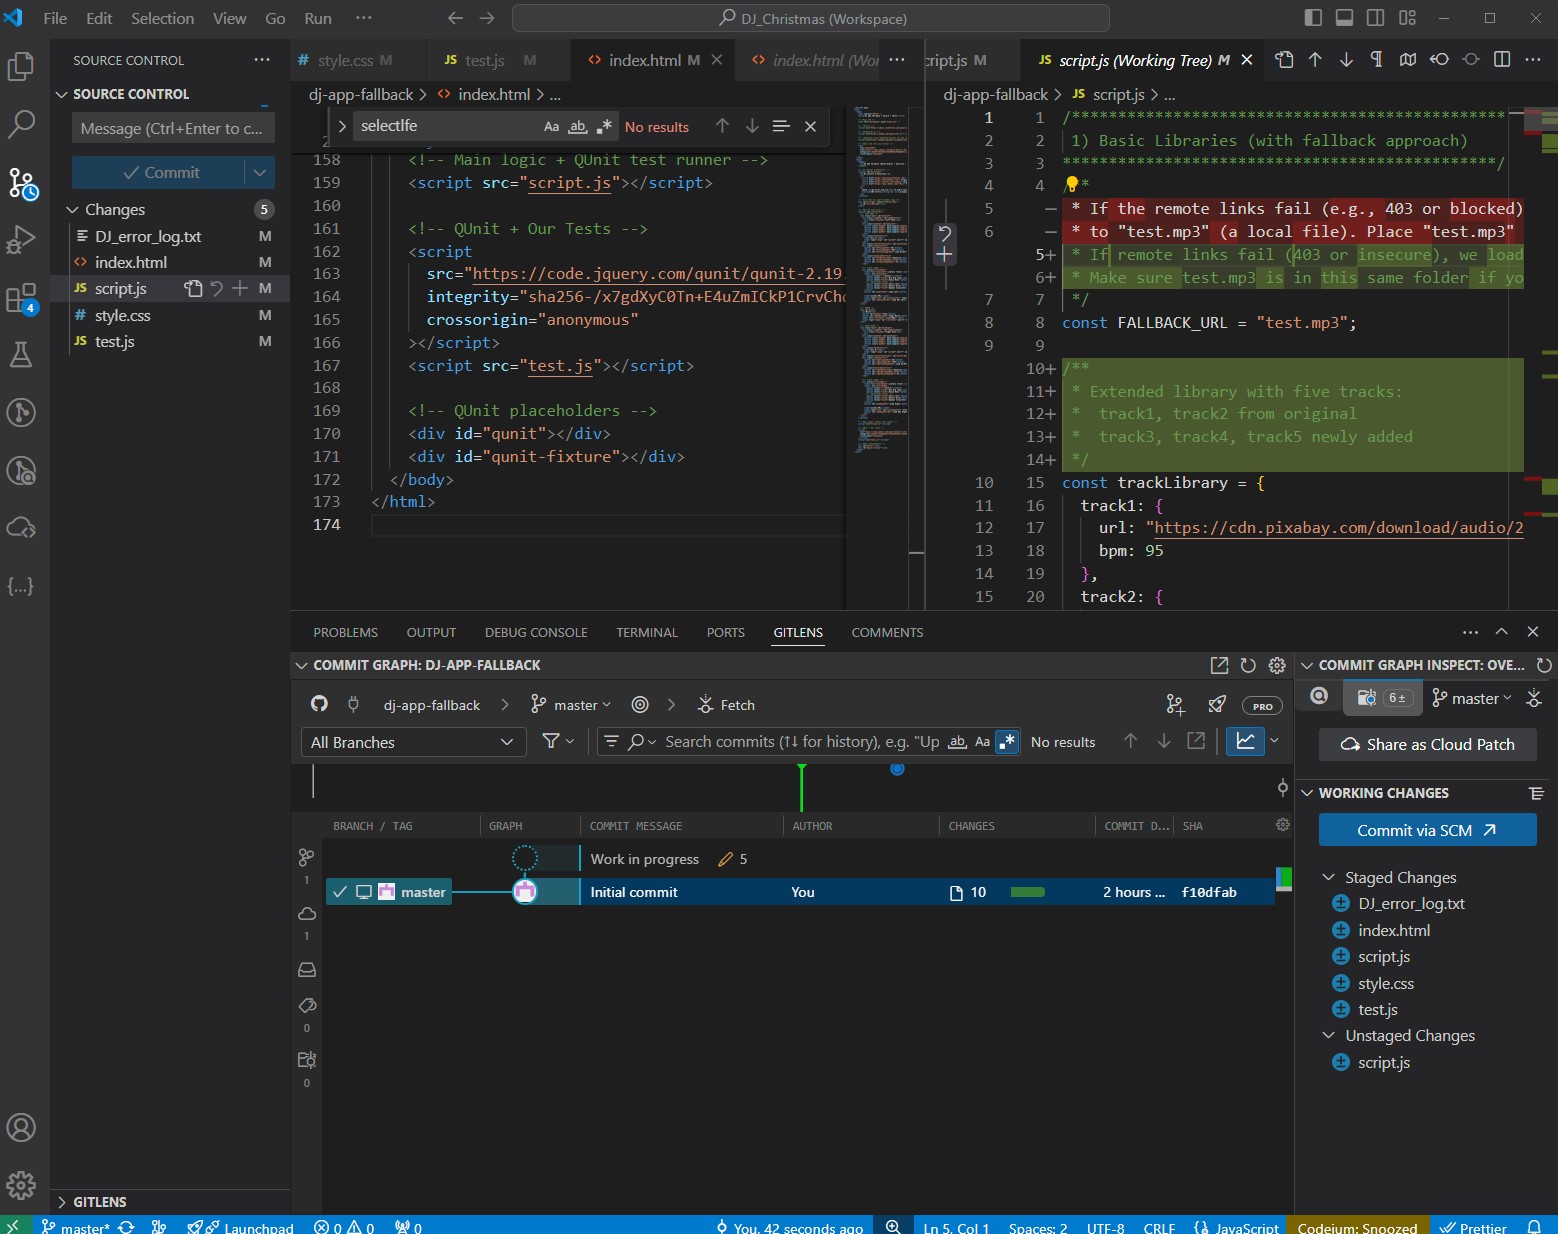 File Edit Selection View Go Run ··· DJ_Christmas (Workspace)
SOURCE CONTROL ···
SOURCE CONTROL
Message (Ctrl+Enter to c...
Commit
Changes 5
DJ_error_log.txt M
index.html M
script.js M
style.css M
test.js M
GITLENS
style.css M test.js M index.html M index.html (Wor ···
dj-app-fallback > index.html > ...
selectIfe Aa ab No results
158 <!-- Main logic + QUnit test runner -->
159 <script src="script.js"></script>
160
161 <!-- QUnit + Our Tests -->
162 <script
163 src="https://code.jquery.com/qunit/qunit-2.19.
164 integrity="sha256-/x7gdXyC0Tn+E4uZmICkP1CrvCh
165 crossorigin="anonymous"
166 ></script>
167 <script src="test.js"></script>
168
169 <!-- QUnit placeholders -->
170 <div id="qunit"></div>
171 <div id="qunit-fixture"></div>
172 </body>
173 </html>
174
cript.js M JS script.js (Working Tree) M
dj-app-fallback > JS script.js > ...
1 1 /***********************************************
2 2 1) Basic Libraries (with fallback approach)
3 3 ************************************************/
4 4 /**
5 — * If the remote links fail (e.g., 403 or blocked)
6 — * to "test.mp3" (a local file). Place "test.mp3"
5+ * If remote links fail (403 or insecure), we load
6+ * Make sure test.mp3 is in this same folder if yo
7 7 */
8 8 const FALLBACK_URL = "test.mp3";
9 9
10+ /**
11+ * Extended library with five tracks:
12+ * track1, track2 from original
13+ * track3, track4, track5 newly added
14+ */
10 15 const trackLibrary = {
11 16 track1: {
12 17 url: "https://cdn.pixabay.com/download/audio/2
13 18 bpm: 95
14 19 },
15 20 track2: {
PROBLEMS OUTPUT DEBUG CONSOLE TERMINAL PORTS GITLENS COMMENTS ···
COMMIT GRAPH: DJ-APP-FALLBACK
dj-app-fallback > master > Fetch PRO
All Branches Search commits (↑↓ for history), e.g. "Up ab Aa No results
BRANCH / TAG GRAPH COMMIT MESSAGE AUTHOR CHANGES COMMIT D... SHA
Work in progress 5
master Initial commit You 10 2 hours ... f10dfab
1
1
0
0
COMMIT GRAPH INSPECT: OVE...
6± master
Share as Cloud Patch
WORKING CHANGES
Commit via SCM
Staged Changes
DJ_error_log.txt
index.html
script.js
style.css
test.js
Unstaged Changes
script.js
4
master* Launchpad 0 0 0 You, 42 seconds ago Ln 5, Col 1 Spaces: 2 UTF-8 CRLF JavaScript Codeium: Snoozed Prettier